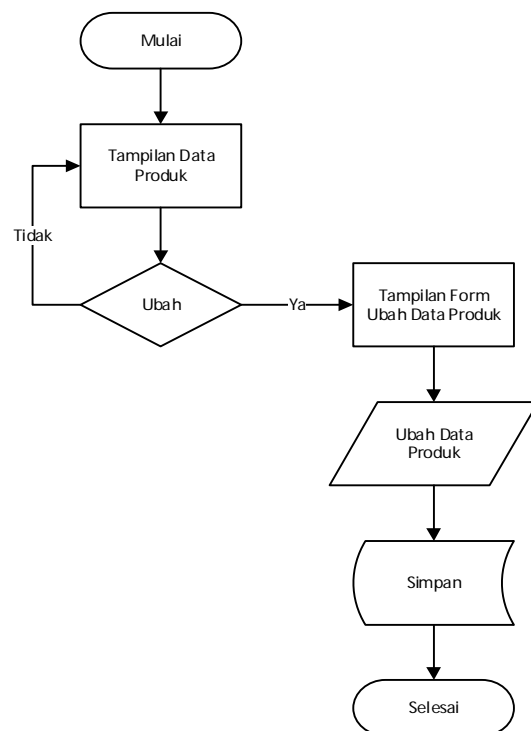 Mulai
Tampilan Data
Produk
Tidak
Ubah
Ya
Tampilan Form
Ubah Data Produk
Ubah Data
Produk
Simpan
Selesai